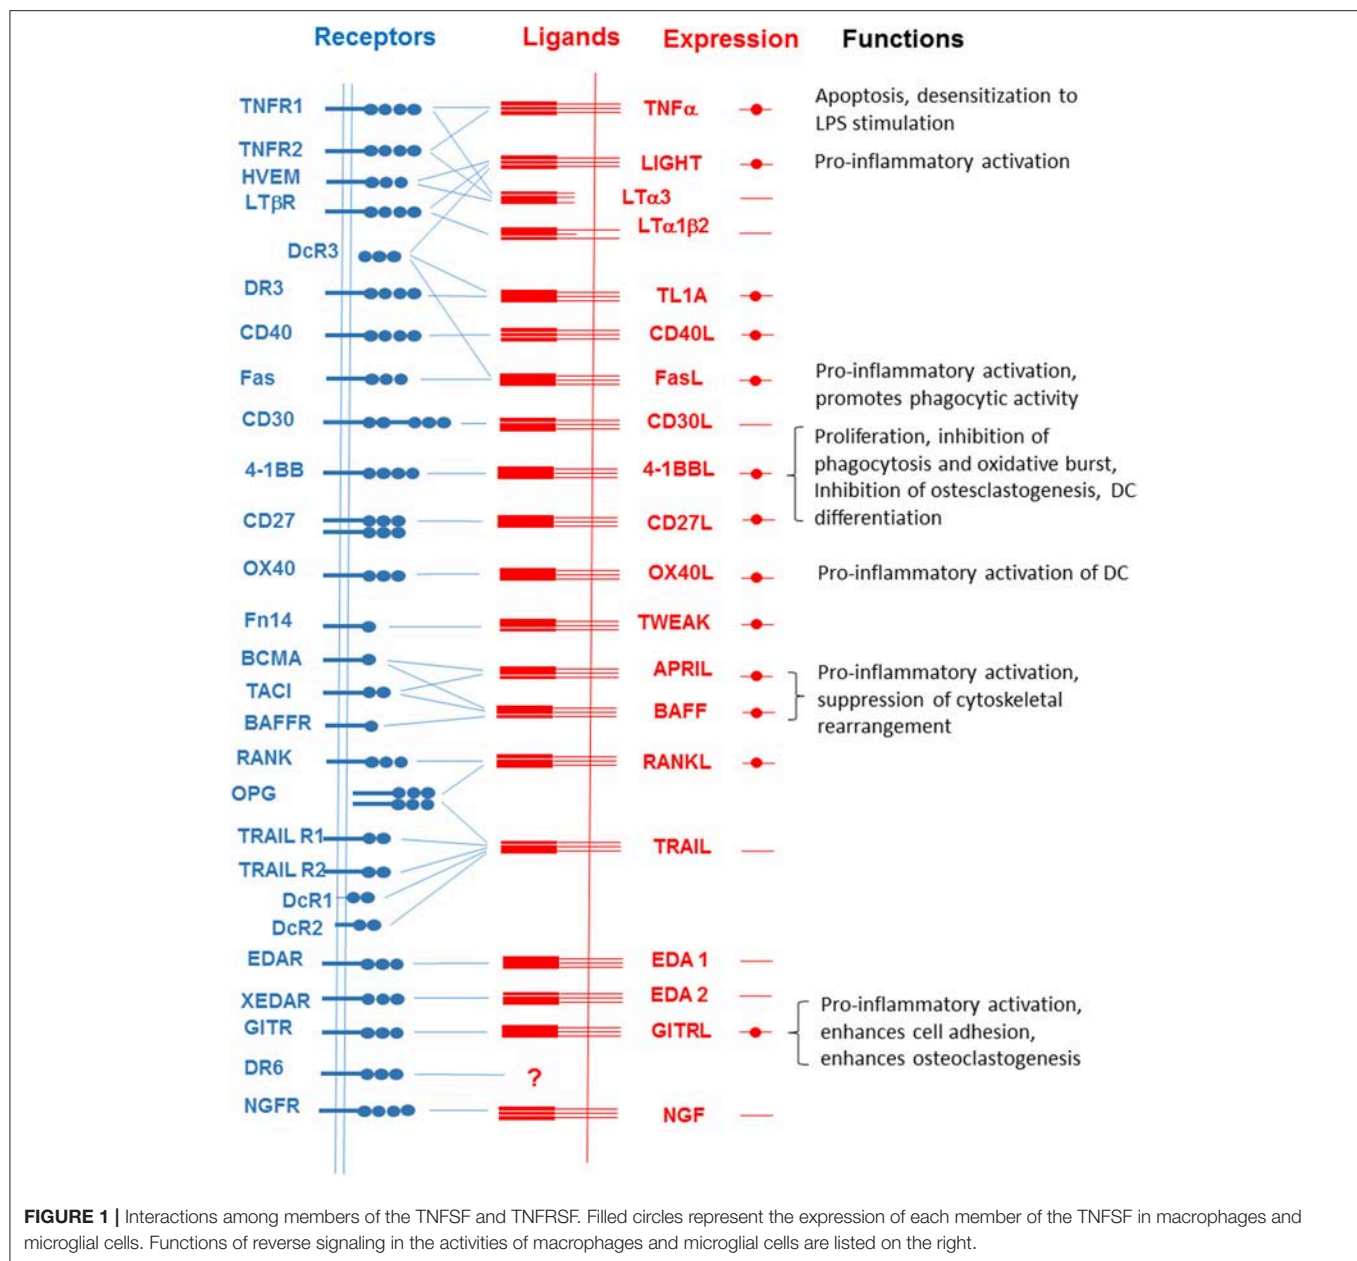 Receptors Ligands Expression Functions
TNFR1 TNFα Apoptosis, desensitization to
LPS stimulation
TNFR2
LIGHT Pro-inflammatory activation
HVEM
LTα3
LTβR
LTα1β2
DcR3
DR3 TL1A
CD40 CD40L
Fas FasL Pro-inflammatory activation,
promotes phagocytic activity
CD30 CD30L
Proliferation, inhibition of
phagocytosis and oxidative burst,
4-1BB 4-1BBL
Inhibition of ostesclastogenesis, DC
differentiation
CD27 CD27L
OX40 OX40L Pro-inflammatory activation of DC
Fn14 TWEAK
BCMA APRIL Pro-inflammatory activation,
suppression of cytoskeletal
rearrangement
TACI
BAFFR BAFF
RANK RANKL
OPG
TRAIL R1 TRAIL
TRAIL R2
DcR1
DcR2
EDAR EDA 1
XEDAR EDA 2
Pro-inflammatory activation,
enhances cell adhesion,
enhances osteoclastogenesis
GITR GITRL
DR6 ?
NGFR NGF
FIGURE 1 | Interactions among members of the TNFSF and TNFRSF. Filled circles represent the expression of each member of the TNFSF in macrophages and
microglial cells. Functions of reverse signaling in the activities of macrophages and microglial cells are listed on the right.